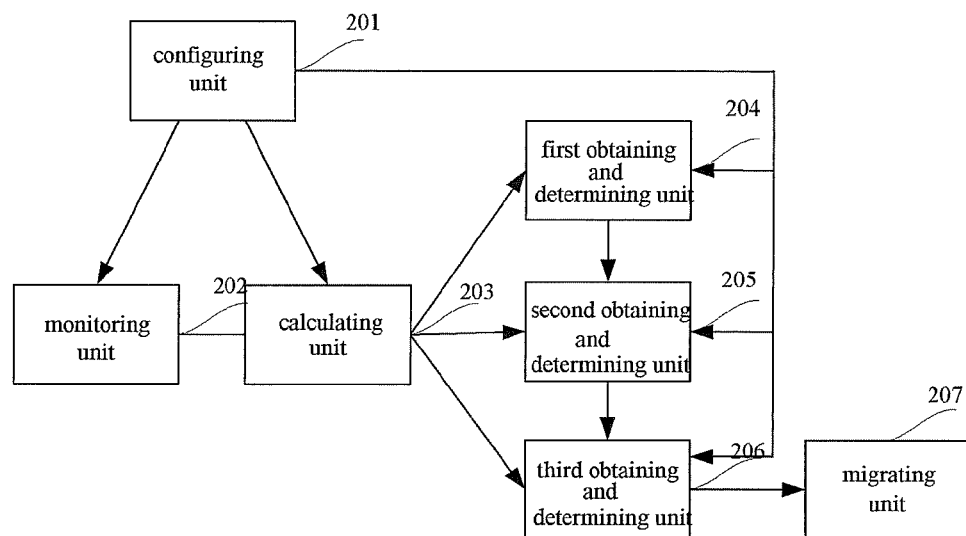 configuring
unit
201
204
first obtaining
and
determining unit
monitoring
unit
202
calculating
unit
203
second obtaining
and
determining unit
205
third obtaining
and
determining unit
206
207
migrating
unit